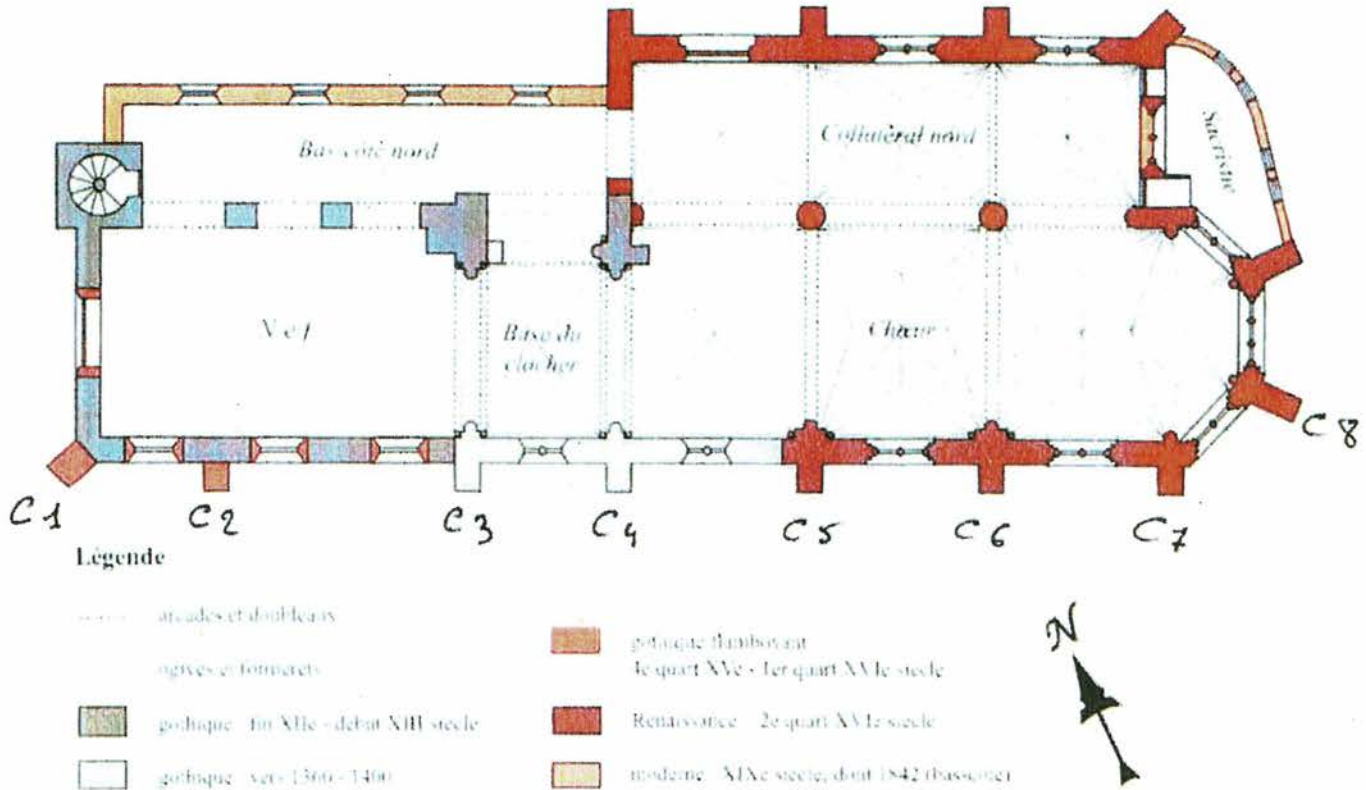 Bas-côté nord
Collatéral nord
Sacristie
Nef
Base du
clocher
Chœur
C1
C2
C3
C4
C5
C6
C7
C8
Légende
arcades et doubleaux
ogives et formerets
gothique fin XIIe - début XIII siècle
gothique vers 1360 - 1400
gothique flamboyant
4e quart XVe - 1er quart XVIe siècle
Renaissance 2e quart XVIe siècle
moderne XIXe siècle, dont 1842 (bas-côté)
N